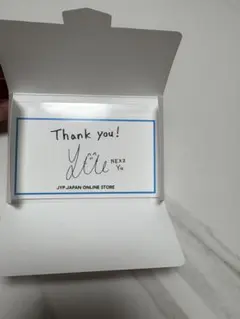 Thank you!
NEXZ
Yu
JYP JAPAN ONLINE STORE